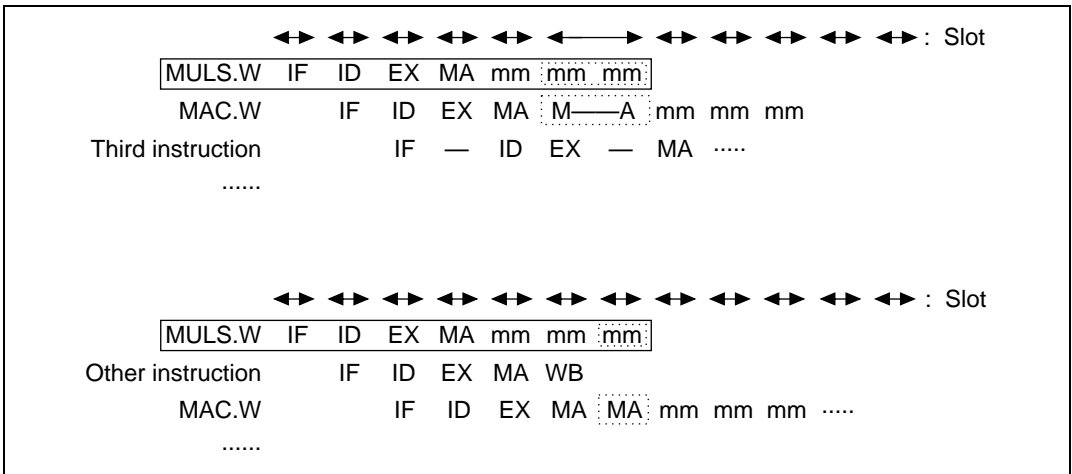 : Slot
MULS.W IF ID EX MA mm mm mm
MAC.W IF ID EX MA M——A mm mm mm
Third instruction IF — ID EX — MA ·····
······
: Slot
MULS.W IF ID EX MA mm mm mm
Other instruction IF ID EX MA WB
MAC.W IF ID EX MA MA mm mm mm ·····
······